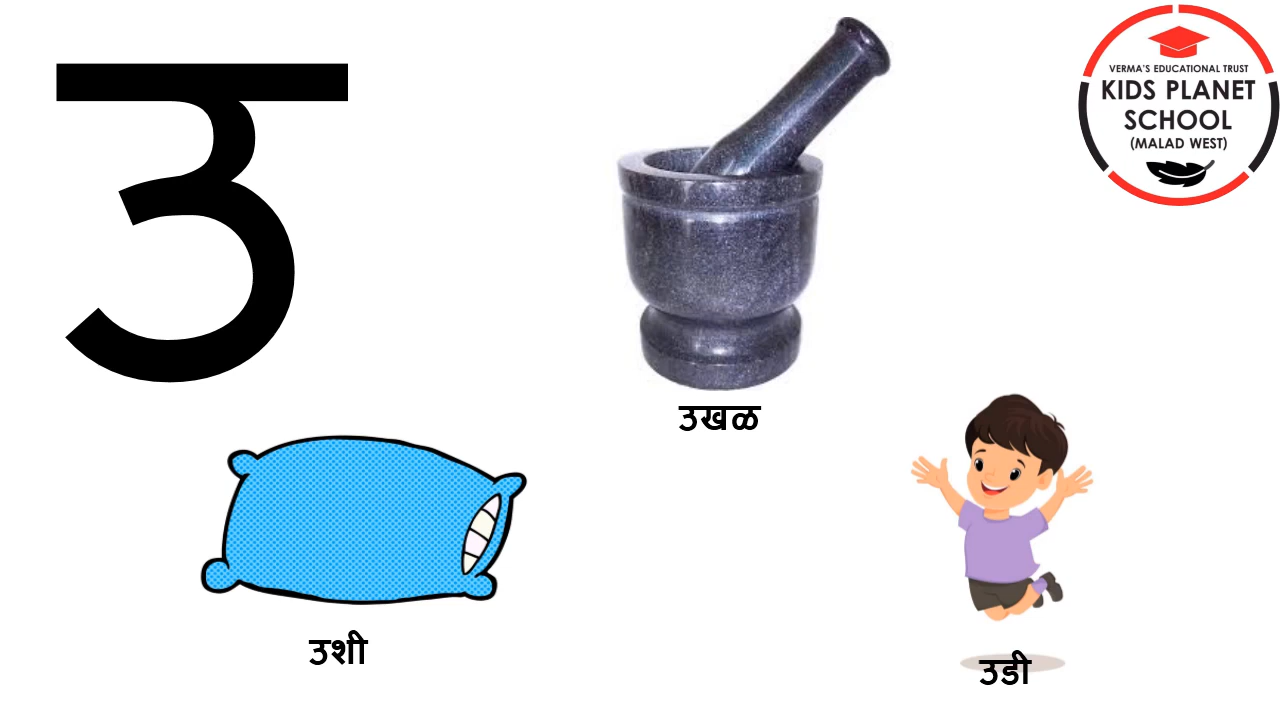 उ
VERMA'S EDUCATIONAL TRUST
KIDS PLANET
SCHOOL
(MALAD WEST)
उखळ
उशी
उडी